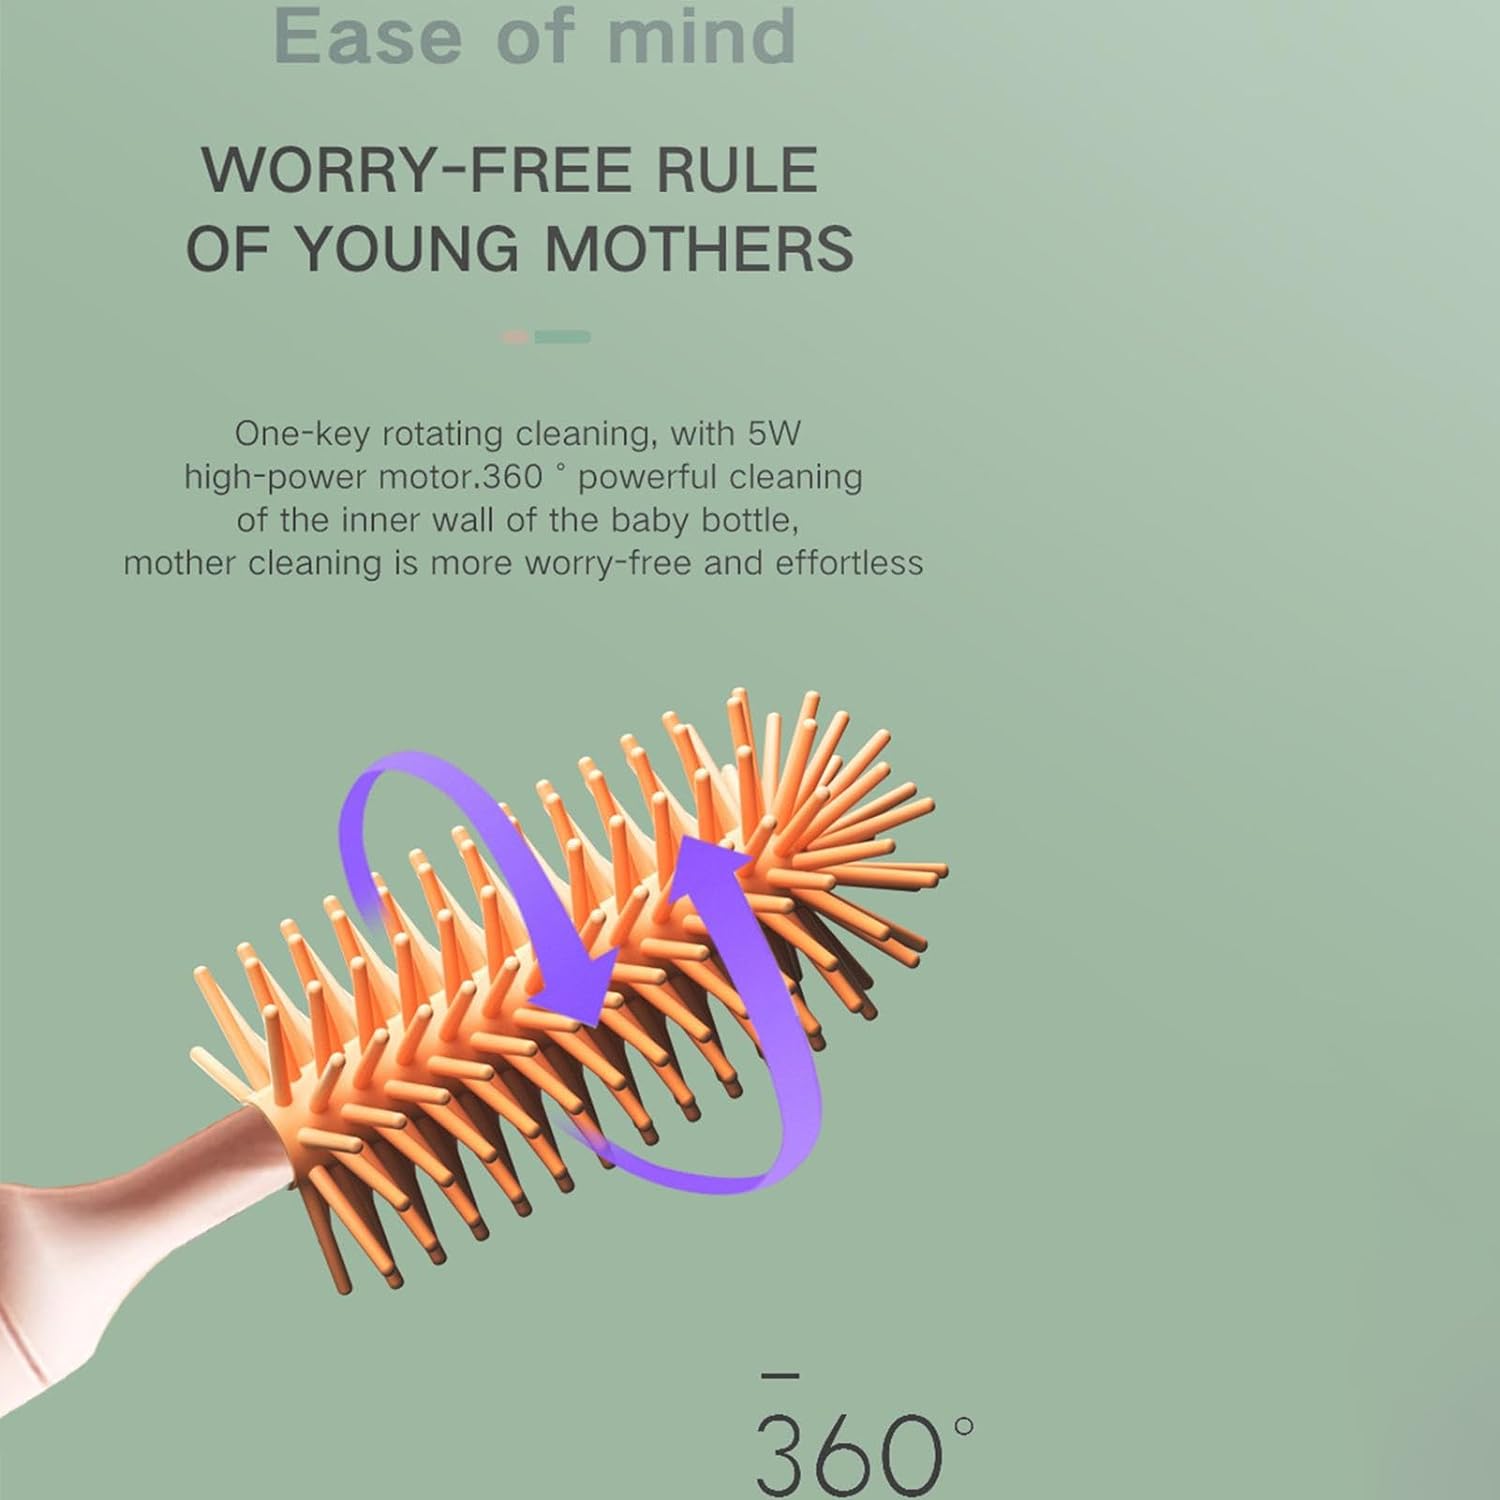 Ease of mind
WORRY-FREE RULE
OF YOUNG MOTHERS
One-key rotating cleaning, with 5W
high-power motor.360 ° powerful cleaning
of the inner wall of the baby bottle,
mother cleaning is more worry-free and effortless
360°